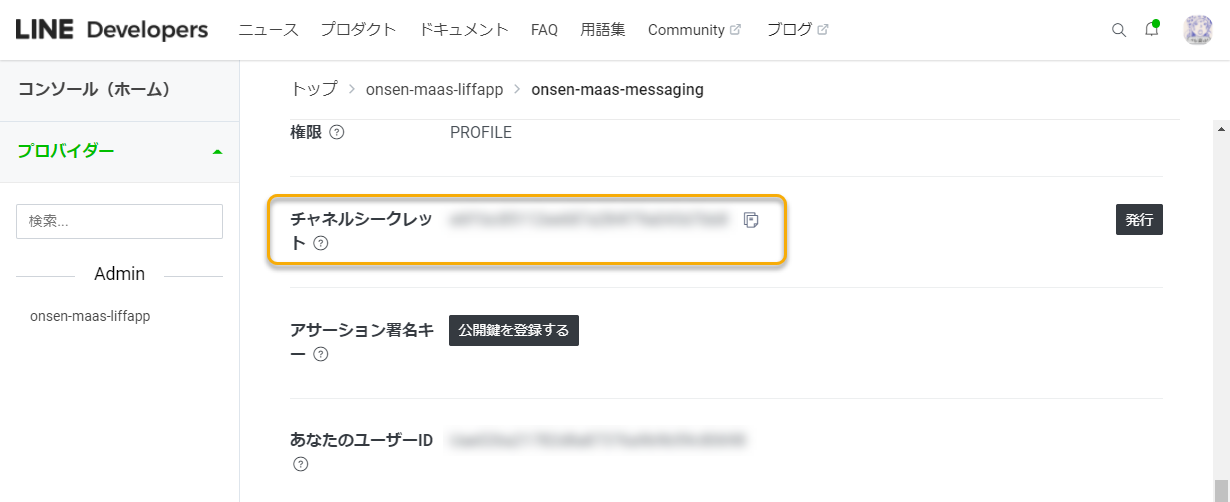 LINE Developers ニュース プロダクト ドキュメント FAQ 用語集 Community ブログ
コンソール（ホーム）
プロバイダー
検索...
Admin
onsen-maas-liffapp
トップ > onsen-maas-liffapp > onsen-maas-messaging
権限 ? PROFILE
チャネルシークレッ
ト ?
発行
アサーション署名キ
ー ?
公開鍵を登録する
あなたのユーザーID
?